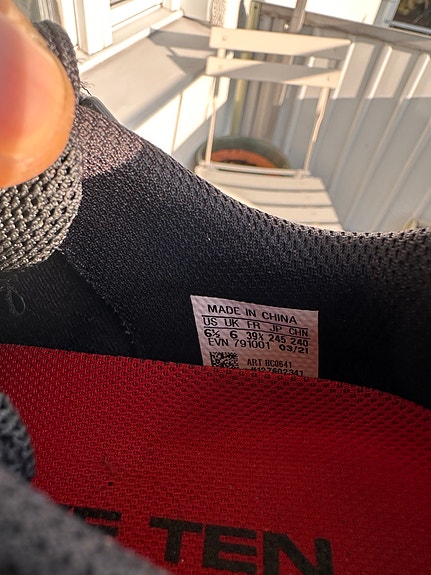 MADE IN CHINA
US UK FR JP CHN
6½ 6 39⅓ 245 240
EVN 791001 03/21
ART HC0641
TEN